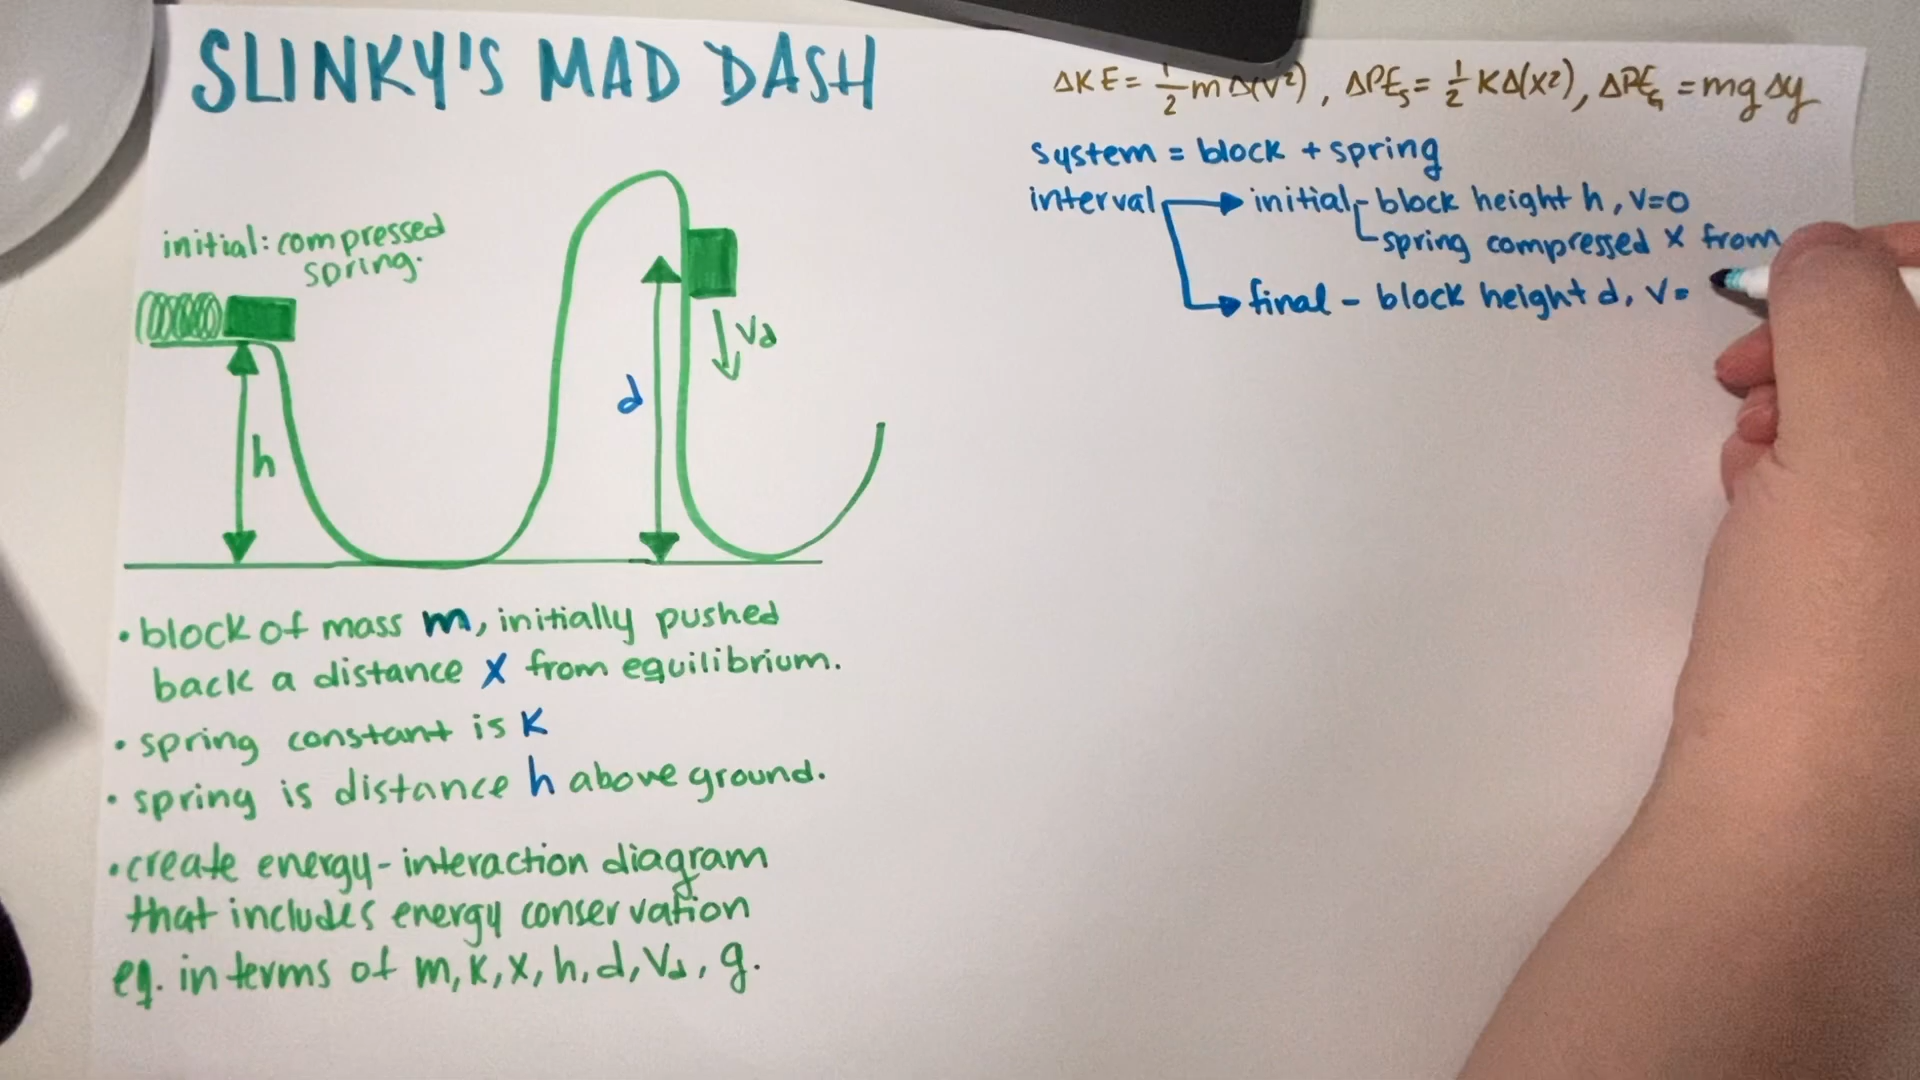 SLINKY'S MAD DASH
initial: compressed
spring.
h
d
Vd
• block of mass m, initially pushed
back a distance X from equilibrium.
• spring constant is K
• spring is distance h above ground.
• create energy-interaction diagram
that includes energy conservation
eq. in terms of m, K, X, h, d, Vd, g.
ΔKE = 1/2 m Δ(V²), ΔPEs = 1/2 K Δ(X²), ΔPEG = mg Δy
system = block + spring
interval → initial - block height h, V=0
spring compressed X from
→ final - block height d, V=